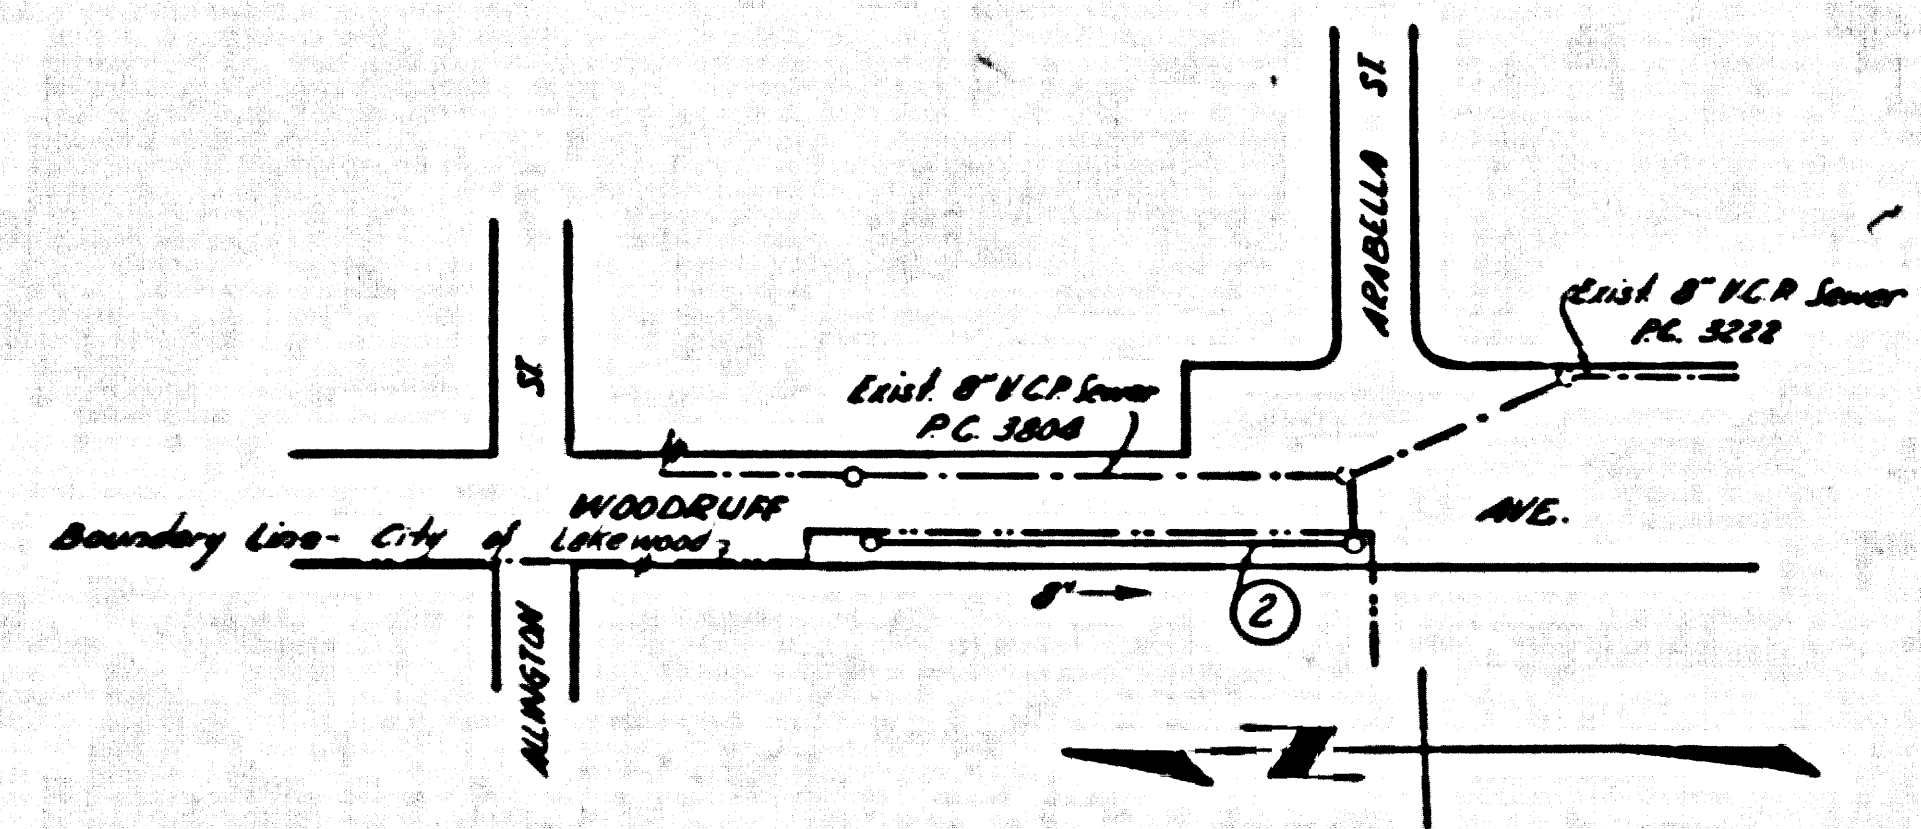 ARABELLA ST.
Exist. 8" V.C.P. Sewer
P.C. 3222
ST.
Exist. 8" V.C.P. Sewer
P.C. 3804
WOODRUFF AVE.
Boundary Line - City of Lakewood
8"
2
ALLINGTON
N